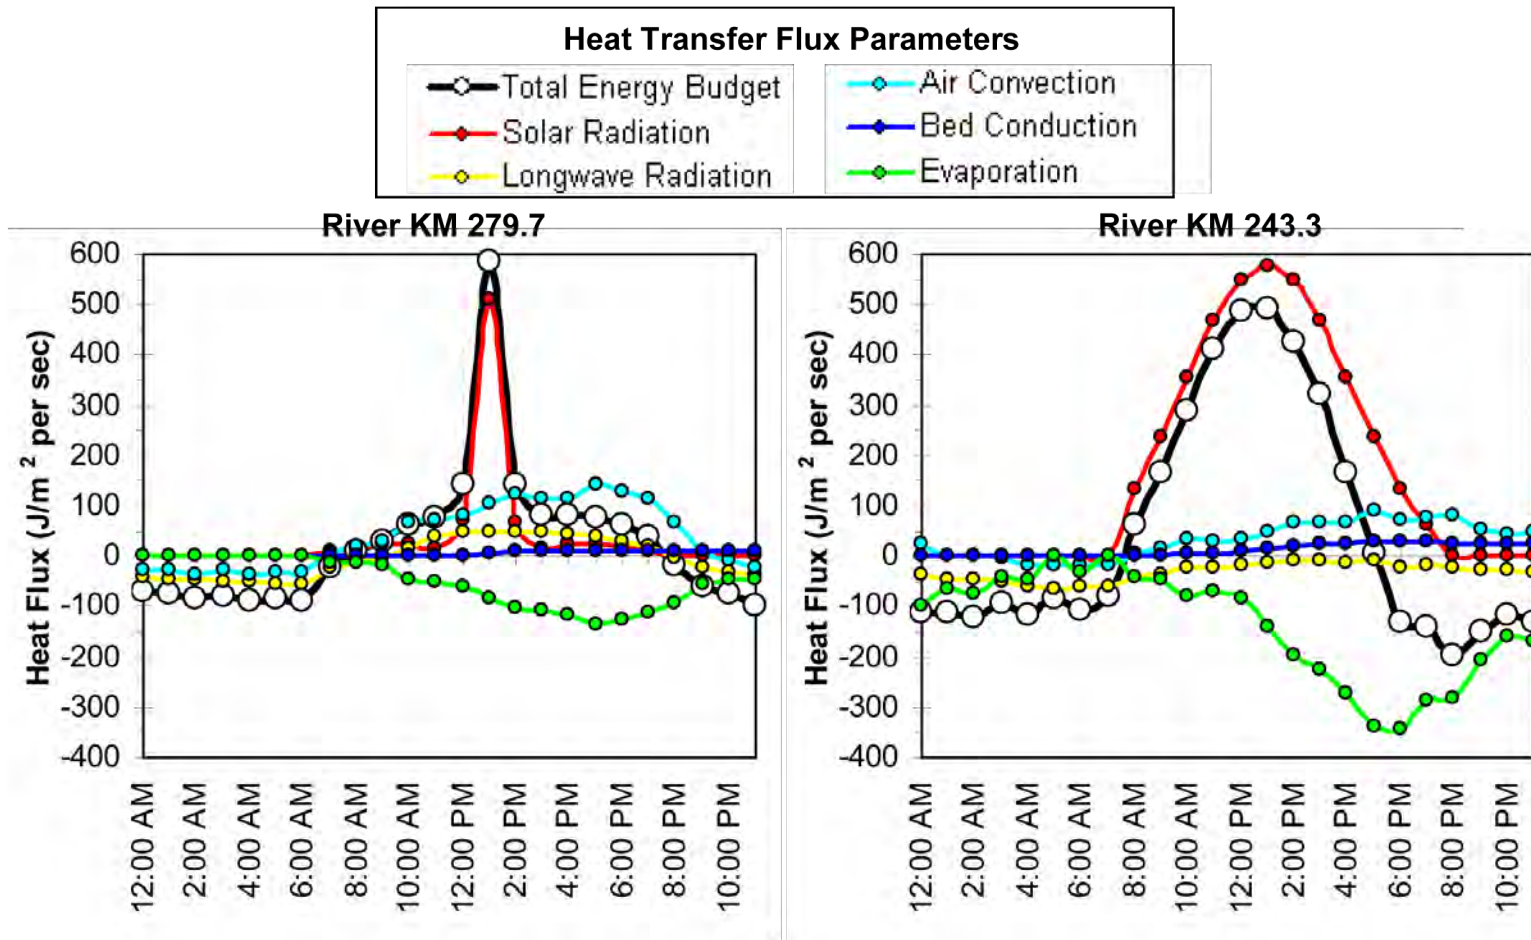 Heat Transfer Flux Parameters
Total Energy Budget
Solar Radiation
Longwave Radiation
Air Convection
Bed Conduction
Evaporation
River KM 279.7
Heat Flux (J/m 2 per sec)
600
500
400
300
200
100
0
-100
-200
-300
-400
12:00 AM
2:00 AM
4:00 AM
6:00 AM
8:00 AM
10:00 AM
12:00 PM
2:00 PM
4:00 PM
6:00 PM
8:00 PM
10:00 PM
River KM 243.3
Heat Flux (J/m 2 per sec)
600
500
400
300
200
100
0
-100
-200
-300
-400
12:00 AM
2:00 AM
4:00 AM
6:00 AM
8:00 AM
10:00 AM
12:00 PM
2:00 PM
4:00 PM
6:00 PM
8:00 PM
10:00 PM